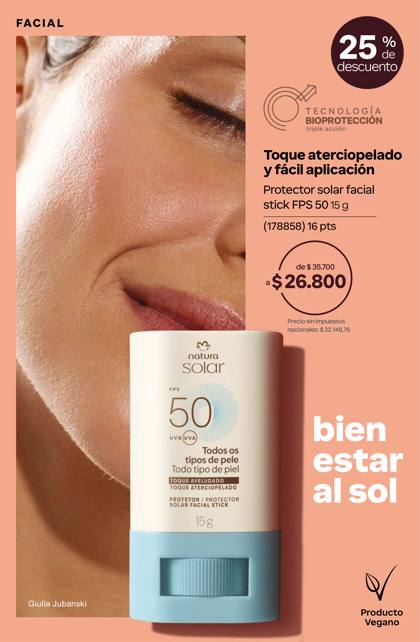 FACIAL
25 %
de
descuento
TECNOLOGÍA
BIOPROTECCIÓN
triple acción
Toque aterciopelado
y fácil aplicación
Protector solar facial
stick FPS 50 15 g
(178858) 16 pts
de $ 35.700
a $ 26.800
Precio sin impuestos
nacionales: $ 22.148,76
natura
solar
FPS
50
UVB UVA
Todos os
tipos de pele
Todo tipo de piel
TOQUE AVELUDADO
TOQUE ATERCIOPELADO
PROTETOR / PROTECTOR
SOLAR FACIAL STICK
15 g
bien
estar
al sol
Giulia Jubanski
Producto
Vegano